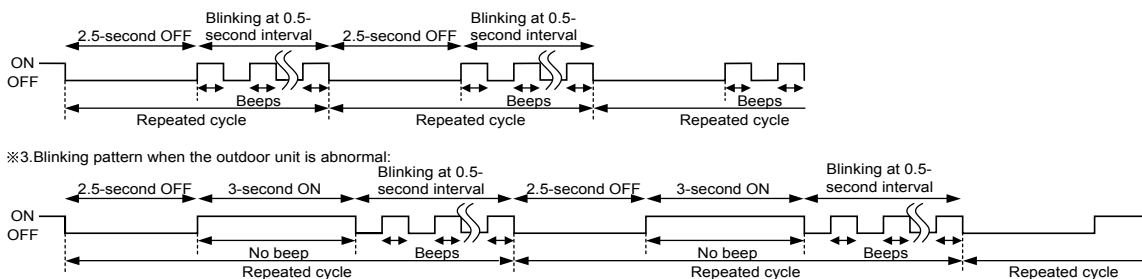 Blinking at 0.5-
second interval
Blinking at 0.5-
second interval
2.5-second OFF
2.5-second OFF
ON
OFF
Beeps
Beeps
Beeps
Repeated cycle
Repeated cycle
Repeated cycle
※3.Blinking pattern when the outdoor unit is abnormal:
Blinking at 0.5-
second interval
Blinking at 0.5-
second interval
2.5-second OFF
3-second ON
2.5-second OFF
3-second ON
ON
OFF
No beep
Beeps
No beep
Beeps
Repeated cycle
Repeated cycle
Repeated cycle